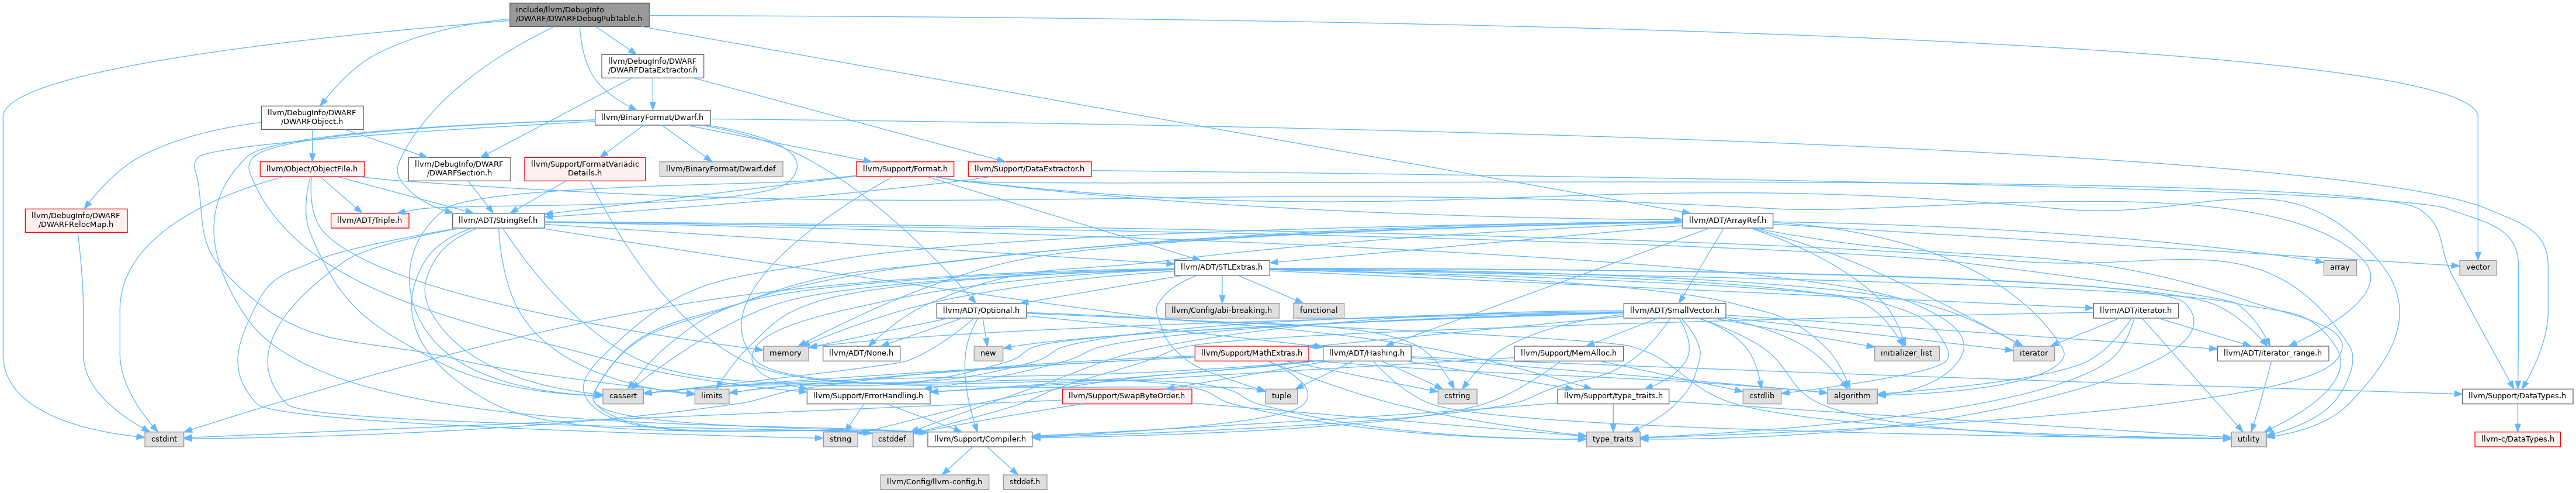 include/llvm/DebugInfo
/DWARF/DWARFDebugPubTable.h
llvm/DebugInfo/DWARF
/DWARFDataExtractor.h
llvm/DebugInfo/DWARF
/DWARFObject.h
llvm/BinaryFormat/Dwarf.h
llvm/Object/ObjectFile.h
llvm/DebugInfo/DWARF
/DWARFSection.h
llvm/Support/FormatVariadic
Details.h
llvm/BinaryFormat/Dwarf.def
llvm/Support/Format.h
llvm/Support/DataExtractor.h
llvm/DebugInfo/DWARF
/DWARFRelocMap.h
llvm/ADT/Triple.h
llvm/ADT/StringRef.h
llvm/ADT/ArrayRef.h
llvm/ADT/STLExtras.h
array
vector
llvm/ADT/Optional.h
llvm/Config/abi-breaking.h
functional
llvm/ADT/SmallVector.h
llvm/ADT/iterator.h
memory
llvm/ADT/None.h
new
llvm/Support/MathExtras.h
llvm/ADT/Hashing.h
llvm/Support/MemAlloc.h
initializer_list
iterator
llvm/ADT/iterator_range.h
cassert
limits
llvm/Support/ErrorHandling.h
llvm/Support/SwapByteOrder.h
tuple
cstring
llvm/Support/type_traits.h
cstdlib
algorithm
llvm/Support/DataTypes.h
cstdint
string
cstddef
llvm/Support/Compiler.h
type_traits
utility
llvm-c/DataTypes.h
llvm/Config/llvm-config.h
stddef.h